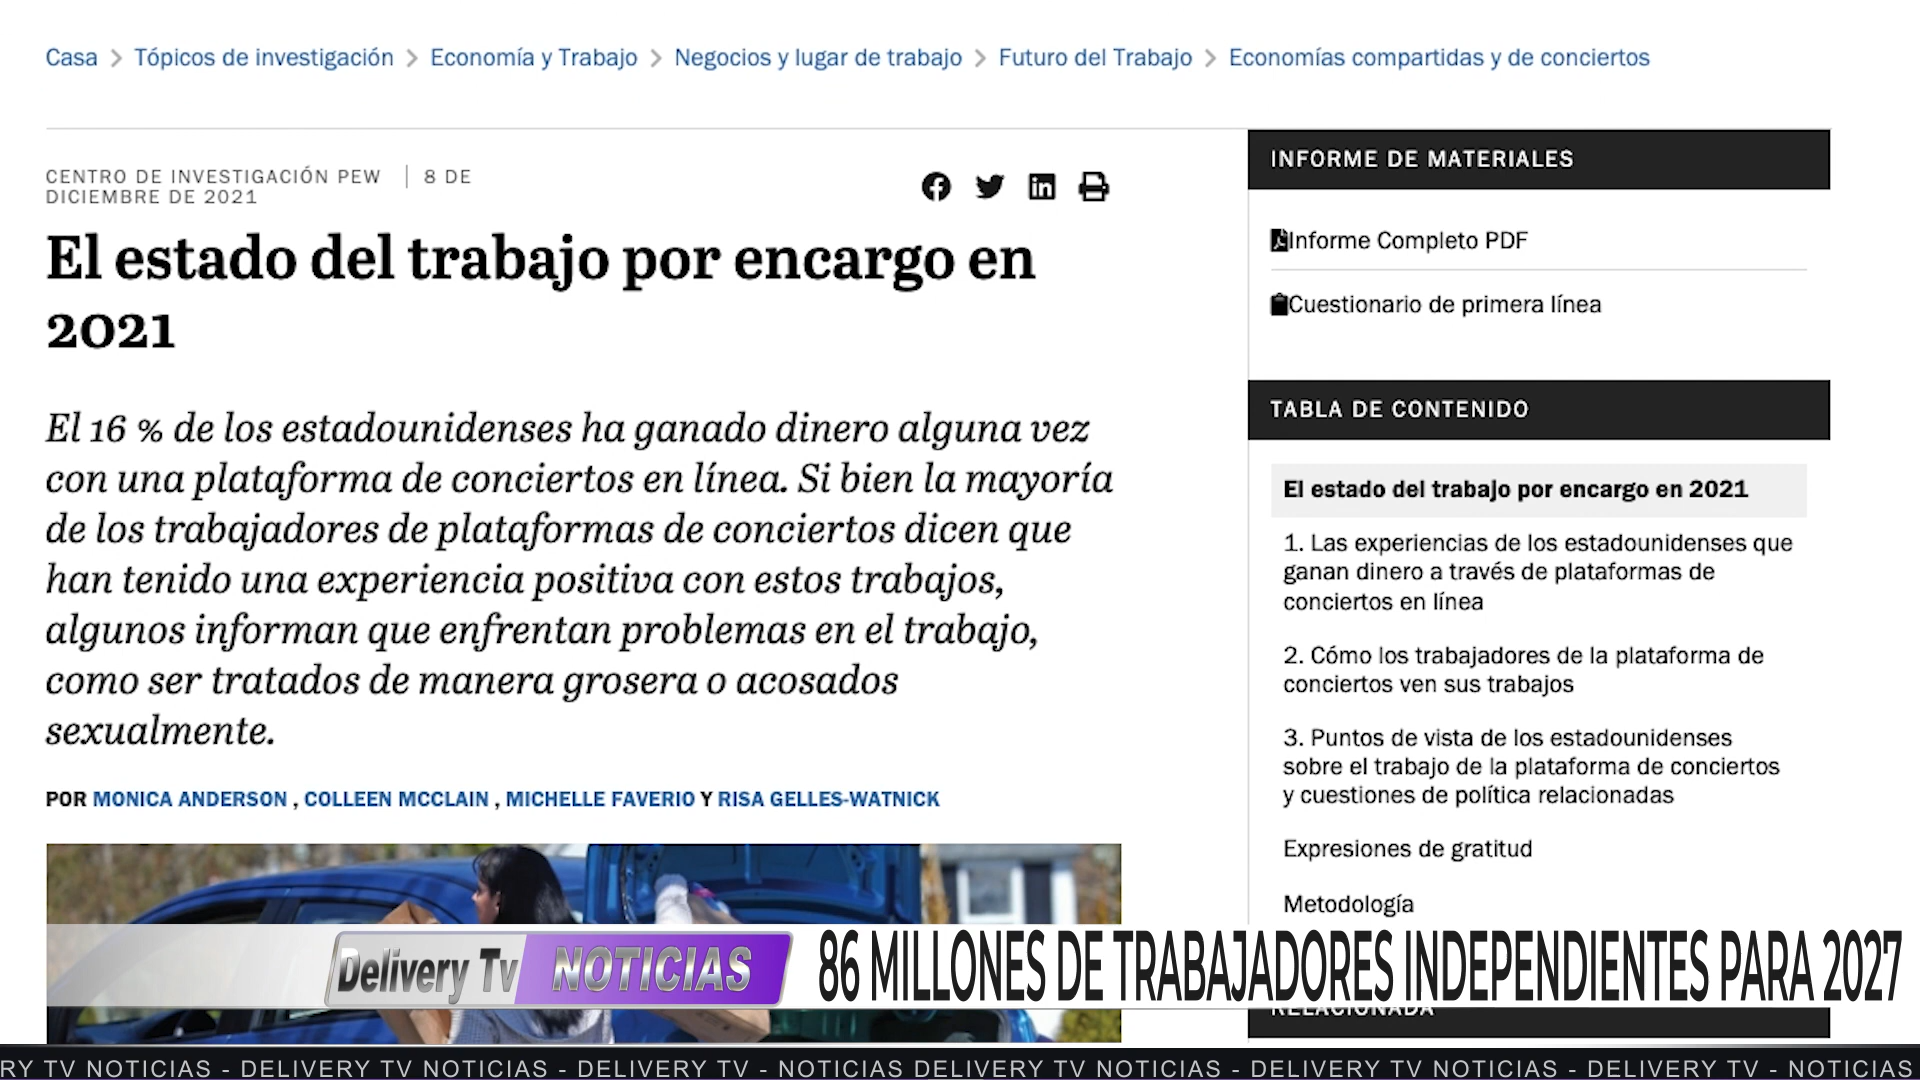 Casa > Tópicos de investigación > Economía y Trabajo > Negocios y lugar de trabajo > Futuro del Trabajo > Economías compartidas y de conciertos
CENTRO DE INVESTIGACIÓN PEW | 8 DE
DICIEMBRE DE 2021
El estado del trabajo por encargo en
2021
El 16 % de los estadounidenses ha ganado dinero alguna vez
con una plataforma de conciertos en línea. Si bien la mayoría
de los trabajadores de plataformas de conciertos dicen que
han tenido una experiencia positiva con estos trabajos,
algunos informan que enfrentan problemas en el trabajo,
como ser tratados de manera grosera o acosados
sexualmente.
POR MONICA ANDERSON , COLLEEN MCCLAIN , MICHELLE FAVERIO Y RISA GELLES-WATNICK
INFORME DE MATERIALES
Informe Completo PDF
Cuestionario de primera línea
TABLA DE CONTENIDO
El estado del trabajo por encargo en 2021
1. Las experiencias de los estadounidenses que
ganan dinero a través de plataformas de
conciertos en línea
2. Cómo los trabajadores de la plataforma de
conciertos ven sus trabajos
3. Puntos de vista de los estadounidenses
sobre el trabajo de la plataforma de conciertos
y cuestiones de política relacionadas
Expresiones de gratitud
Metodología
RELACIONADA
Delivery Tv NOTICIAS 86 MILLONES DE TRABAJADORES INDEPENDIENTES PARA 2027
RY TV NOTICIAS - DELIVERY TV NOTICIAS - DELIVERY TV - NOTICIAS DELIVERY TV NOTICIAS - DELIVERY TV NOTICIAS - DELIVERY TV - NOTICIAS